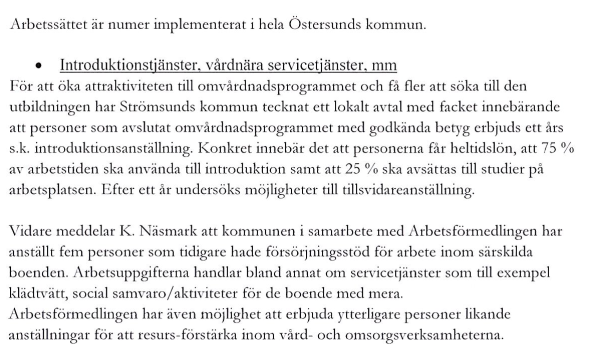 Arbetssättet är numer implementerat i hela Östersunds kommun.
• Introduktionstjänster, vårdnära servicetjänster, mm
För att öka attraktiviteten till omvårdnadsprogrammet och få fler att söka till den
utbildningen har Strömsunds kommun tecknat ett lokalt avtal med facket innebärande
att personer som avslutat omvårdnadsprogrammet med godkända betyg erbjuds ett års
s.k. introduktionsanställning. Konkret innebär det att personerna får heltidslön, att 75 %
av arbetstiden ska använda till introduktion samt att 25 % ska avsättas till studier på
arbetsplatsen. Efter ett år undersöks möjligheter till tillsvidareanställning.
Vidare meddelar K. Näsmark att kommunen i samarbete med Arbetsförmedlingen har
anställt fem personer som tidigare hade försörjningsstöd för arbete inom särskilda
boenden. Arbetsuppgifterna handlar bland annat om servicetjänster som till exempel
klädtvätt, social samvaro/aktiviteter för de boende med mera.
Arbetsförmedlingen har även möjlighet att erbjuda ytterligare personer likande
anställningar för att resurs-förstärka inom vård- och omsorgsverksamheterna.